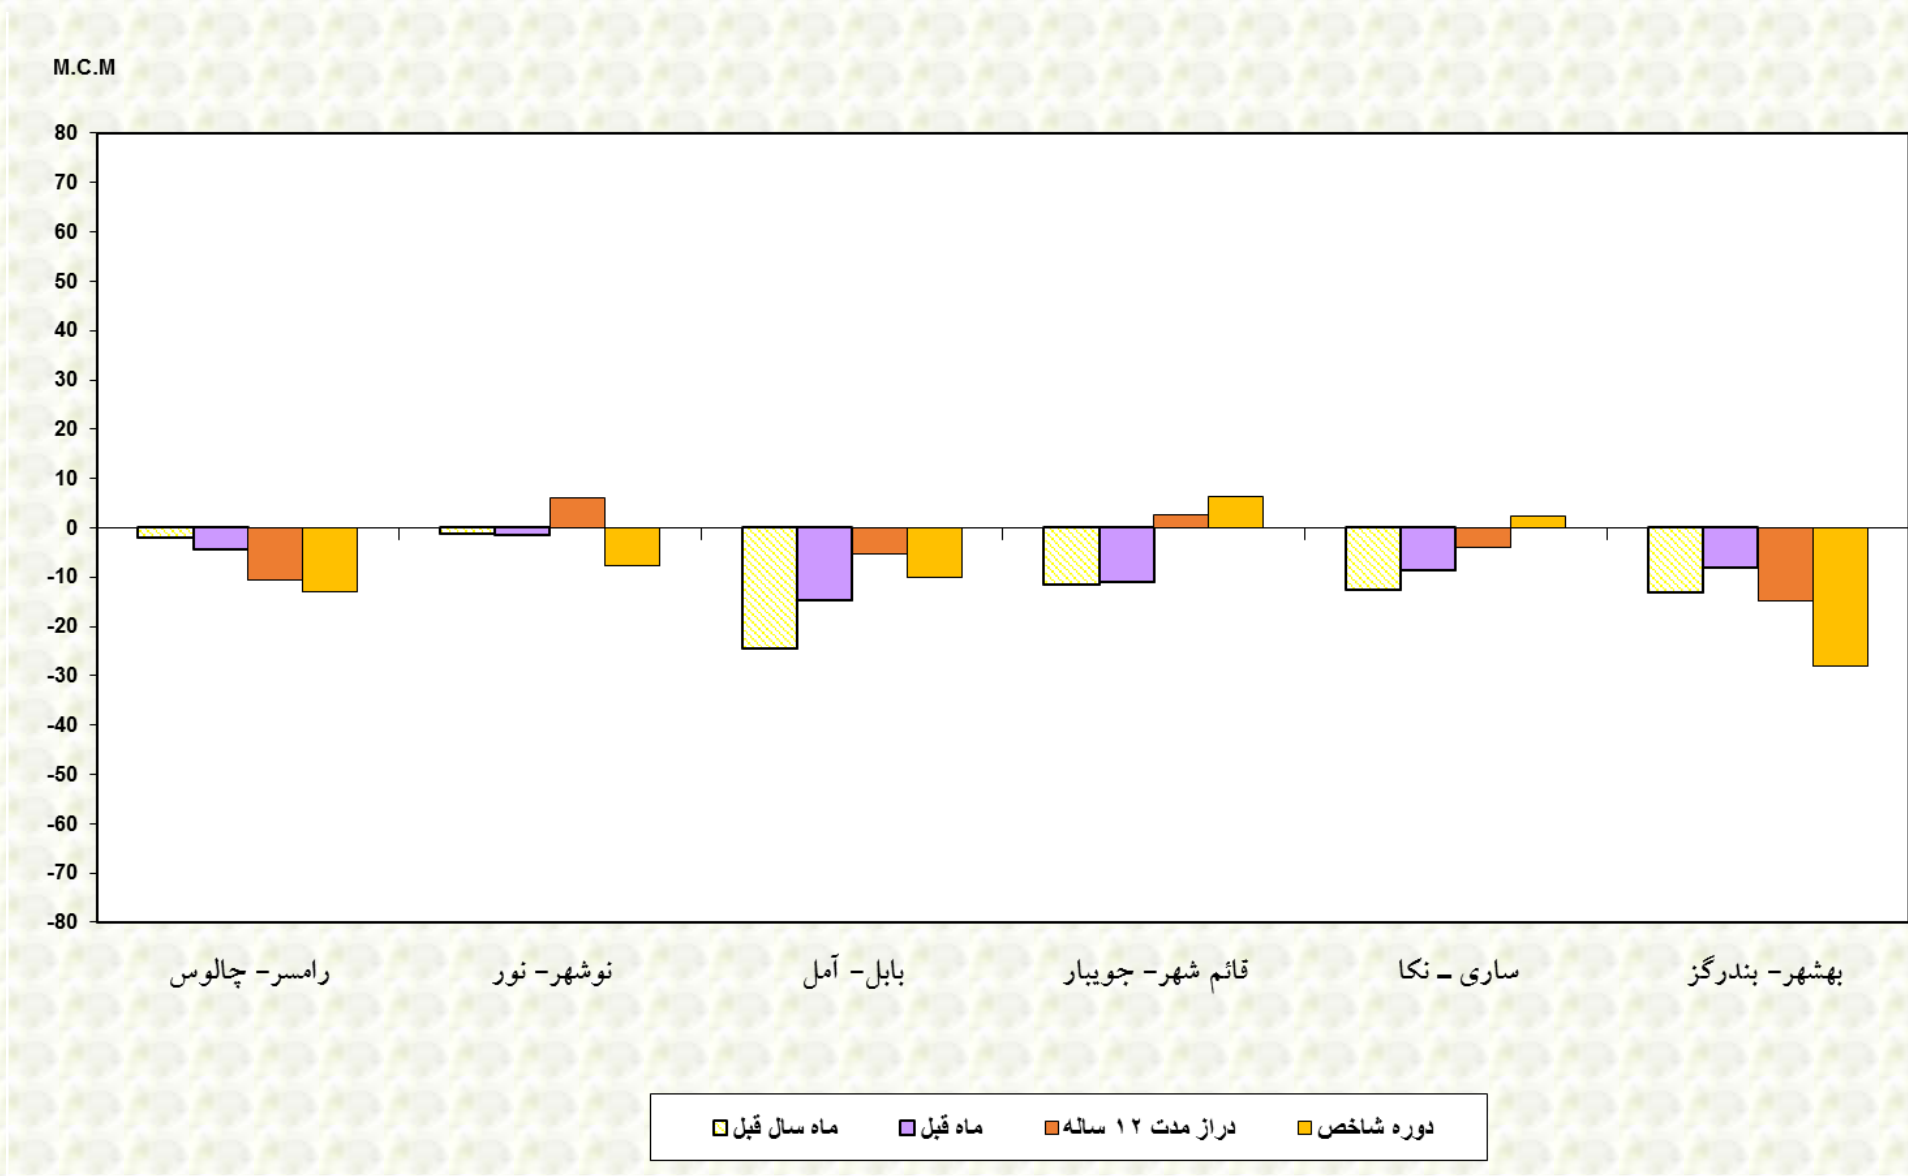 M.C.M
80
70
60
50
40
30
20
10
0
-10
-20
-30
-40
-50
-60
-70
-80
رامسر- چالوس
نوشهر- نور
بابل- آمل
قائم شهر- جویبار
ساری ـ نکا
بهشهر- بندرگز
ماه سال قبل
ماه قبل
دراز مدت ۱۲ ساله
دوره شاخص